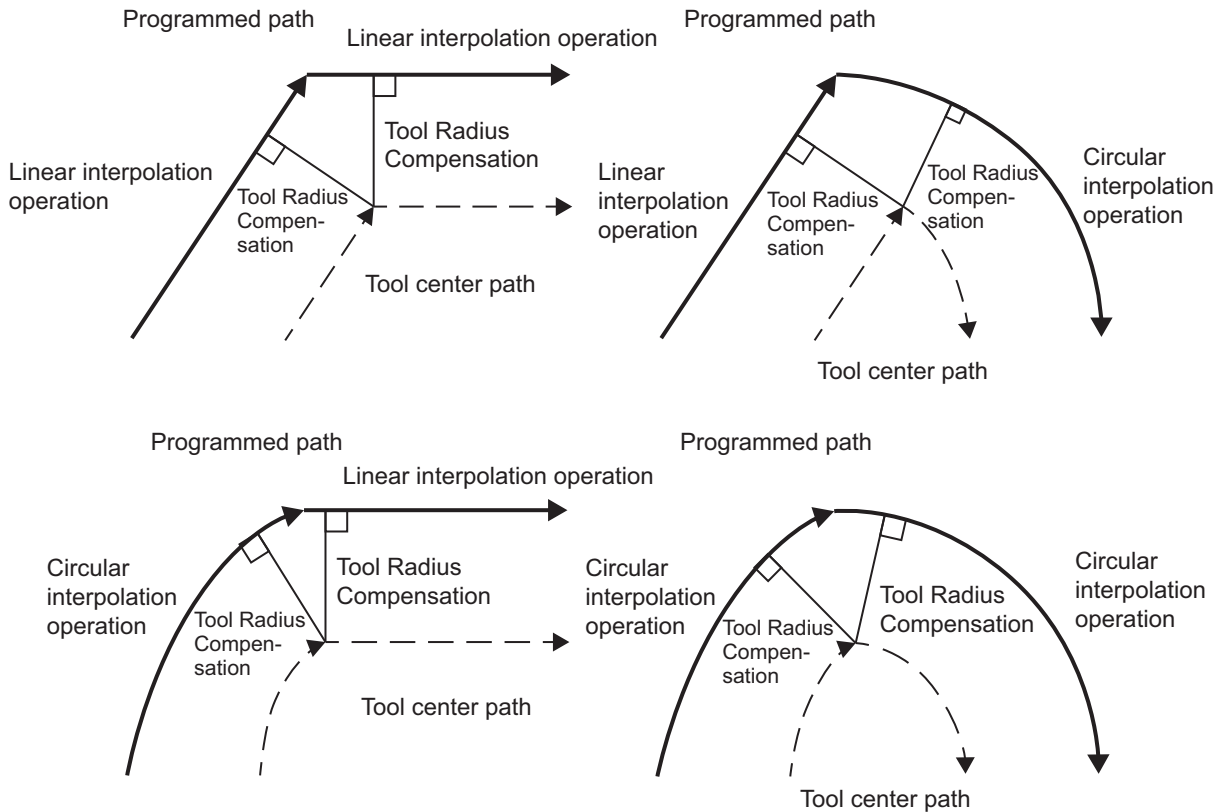 Programmed path
Linear interpolation operation
Linear interpolation
operation
Tool Radius
Compensation
Tool Radius
Compen-
sation
Tool center path
Programmed path
Linear
interpolation
operation
Tool Radius
Compen-
sation
Tool Radius
Compen-
sation
Circular
interpolation
operation
Tool center path
Programmed path
Linear interpolation operation
Circular
interpolation
operation
Tool Radius
Compensation
Tool Radius
Compen-
sation
Tool center path
Programmed path
Circular
interpolation
operation
Tool Radius
Compen-
sation
Tool Radius
Compensation
Circular
interpolation
operation
Tool center path